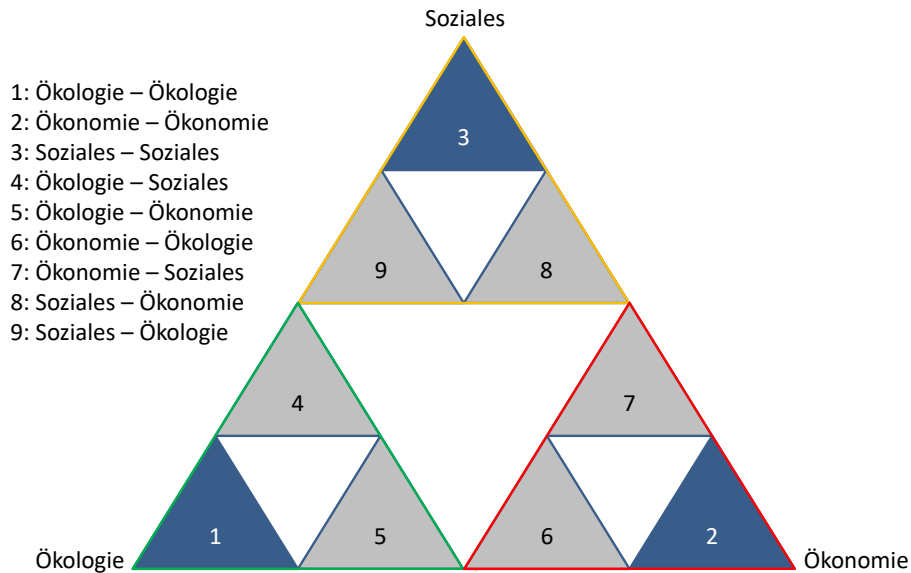 Soziales
1: Ökologie – Ökologie
2: Ökonomie – Ökonomie
3: Soziales – Soziales
4: Ökologie – Soziales
5: Ökologie – Ökonomie
6: Ökonomie – Ökologie
7: Ökonomie – Soziales
8: Soziales – Ökonomie
9: Soziales – Ökologie
3
9
8
4
7
1
5
6
2
Ökologie
Ökonomie